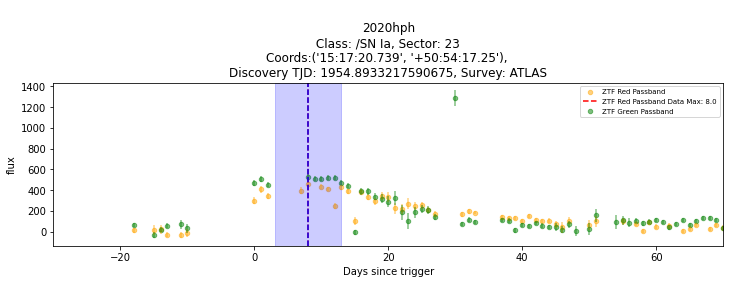 2020hph
Class: /SN Ia, Sector: 23
Coords:('15:17:20.739', '+50:54:17.25'),
Discovery TJD: 1954.8933217590675, Survey: ATLAS
1400
1200
1000
800
600
400
200
0
flux
ZTF Red Passband
ZTF Red Passband Data Max: 8.0
ZTF Green Passband
−20
0
20
40
60
Days since trigger